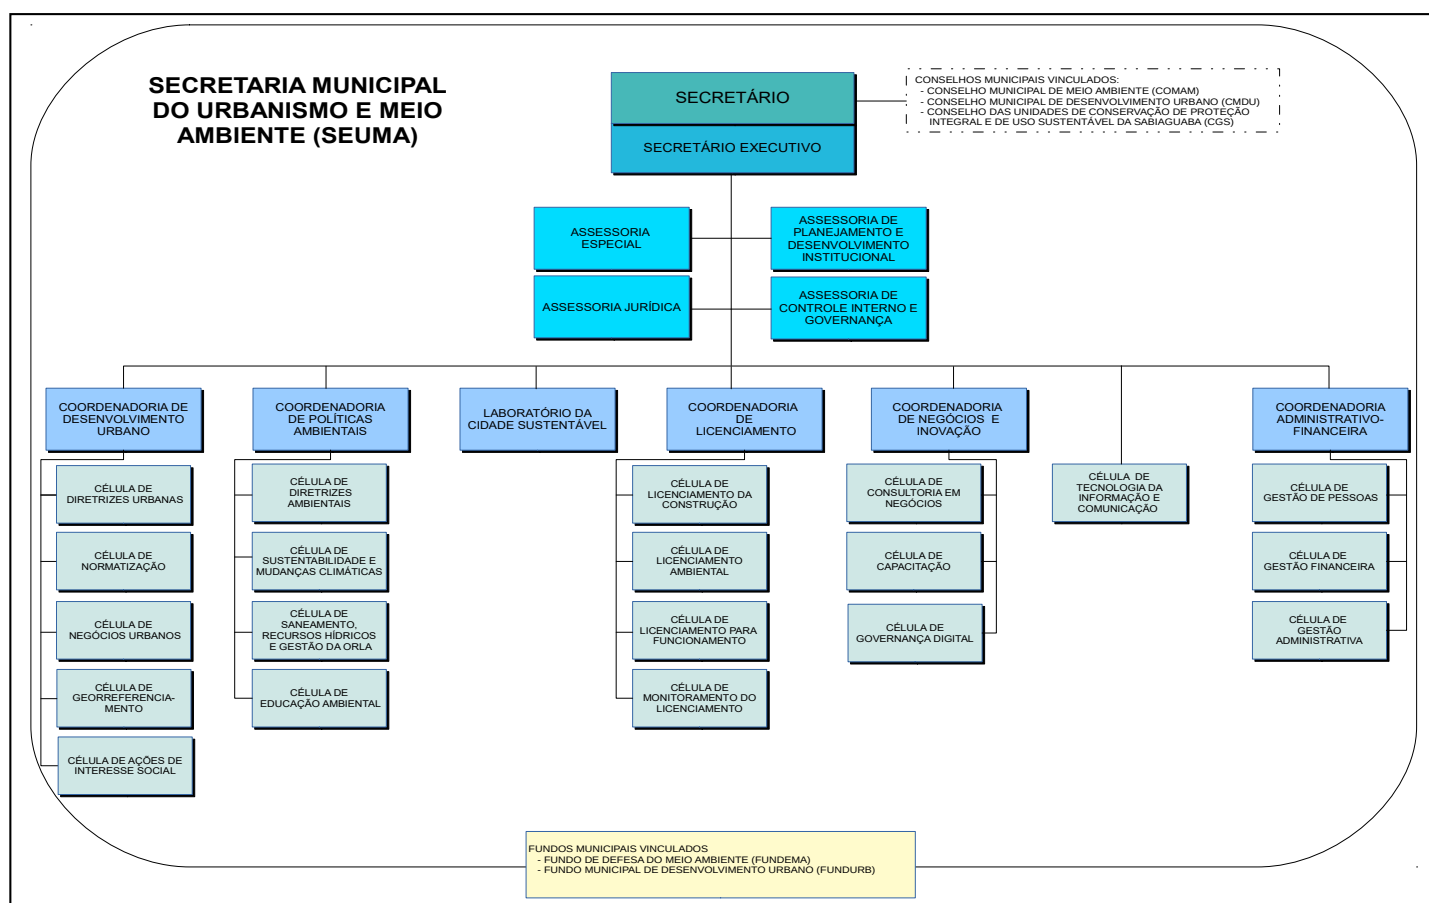 SECRETARIA MUNICIPAL
DO URBANISMO E MEIO
AMBIENTE (SEUMA)
SECRETÁRIO
SECRETÁRIO EXECUTIVO
CONSELHOS MUNICIPAIS VINCULADOS:
- CONSELHO MUNICIPAL DE MEIO AMBIENTE (COMAM)
- CONSELHO MUNICIPAL DE DESENVOLVIMENTO URBANO (CMDU)
- CONSELHO DAS UNIDADES DE CONSERVAÇÃO DE PROTEÇÃO
INTEGRAL E DE USO SUSTENTÁVEL DA SABIAGUABA (CGS)
ASSESSORIA
ESPECIAL
ASSESSORIA DE
PLANEJAMENTO E
DESENVOLVIMENTO
INSTITUCIONAL
ASSESSORIA JURÍDICA
ASSESSORIA DE
CONTROLE INTERNO E
GOVERNANÇA
COORDENADORIA DE
DESENVOLVIMENTO
URBANO
COORDENADORIA
DE POLÍTICAS
AMBIENTAIS
LABORATÓRIO DA
CIDADE SUSTENTÁVEL
COORDENADORIA
DE
LICENCIAMENTO
COORDENADORIA
DE NEGÓCIOS E
INOVAÇÃO
COORDENADORIA
ADMINISTRATIVO-
FINANCEIRA
CÉLULA DE
DIRETRIZES URBANAS
CÉLULA DE
NORMATIZAÇÃO
CÉLULA DE
NEGÓCIOS URBANOS
CÉLULA DE
GEORREFERENCIA-
MENTO
CÉLULA DE AÇÕES DE
INTERESSE SOCIAL
CÉLULA DE
DIRETRIZES
AMBIENTAIS
CÉLULA DE
SUSTENTABILIDADE E
MUDANÇAS CLIMÁTICAS
CÉLULA DE
SANEAMENTO,
RECURSOS HÍDRICOS
E GESTÃO DA ORLA
CÉLULA DE
EDUCAÇÃO AMBIENTAL
CÉLULA DE
LICENCIAMENTO DA
CONSTRUÇÃO
CÉLULA DE
LICENCIAMENTO
AMBIENTAL
CÉLULA DE
LICENCIAMENTO PARA
FUNCIONAMENTO
CÉLULA DE
MONITORAMENTO DO
LICENCIAMENTO
CÉLULA DE
CONSULTORIA EM
NEGÓCIOS
CÉLULA DE
CAPACITAÇÃO
CÉLULA DE
GOVERNANÇA DIGITAL
CÉLULA DE
TECNOLOGIA DA
INFORMAÇÃO E
COMUNICAÇÃO
CÉLULA DE
GESTÃO DE PESSOAS
CÉLULA DE
GESTÃO FINANCEIRA
CÉLULA DE
GESTÃO
ADMINISTRATIVA
FUNDOS MUNICIPAIS VINCULADOS
- FUNDO DE DEFESA DO MEIO AMBIENTE (FUNDEMA)
- FUNDO MUNICIPAL DE DESENVOLVIMENTO URBANO (FUNDURB)